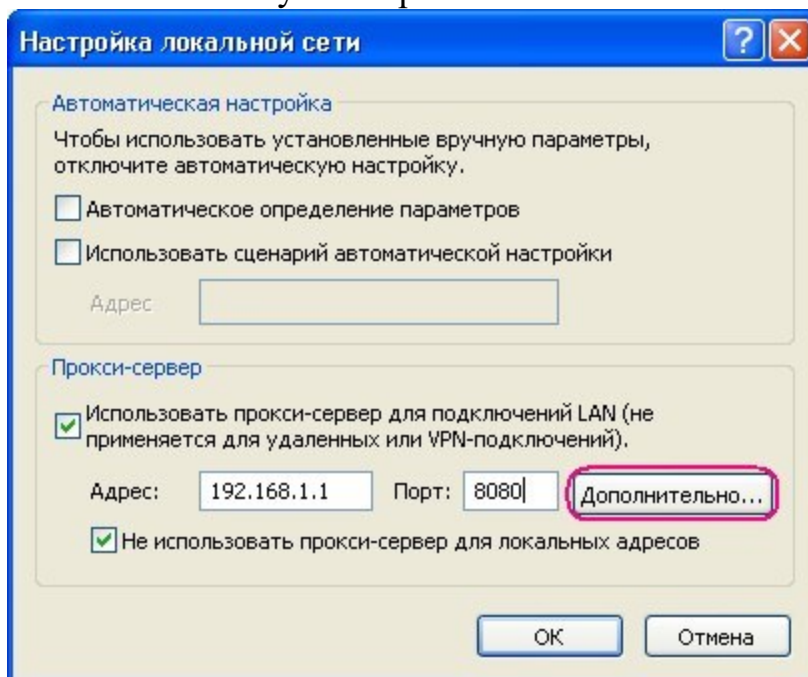 Настройка локальной сети
Автоматическая настройка
Чтобы использовать установленные вручную параметры,
отключите автоматическую настройку.
Автоматическое определение параметров
Использовать сценарий автоматической настройки
Адрес
Прокси-сервер
Использовать прокси-сервер для подключений LAN (не
применяется для удаленных или VPN-подключений).
Адрес: 192.168.1.1 Порт: 8080 Дополнительно...
Не использовать прокси-сервер для локальных адресов
ОК Отмена